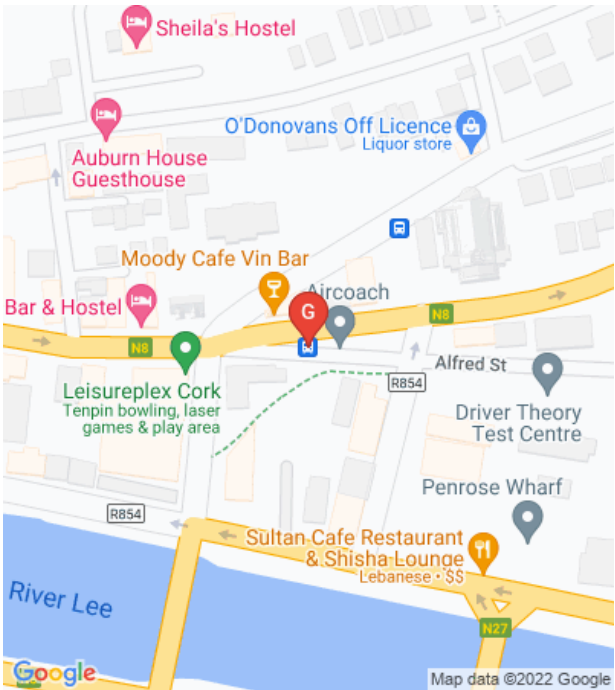 Sheila's Hostel
O'Donovans Off Licence
Liquor store
Auburn House
Guesthouse
Moody Cafe Vin Bar
Aircoach
Bar & Hostel
G
N8
N8
Leisureplex Cork
Tenpin bowling, laser
games & play area
Alfred St
R854
Driver Theory
Test Centre
Penrose Wharf
R854
Sultan Cafe Restaurant
& Shisha Lounge
Lebanese • $$
River Lee
N27
Google
Map data ©2022 Google